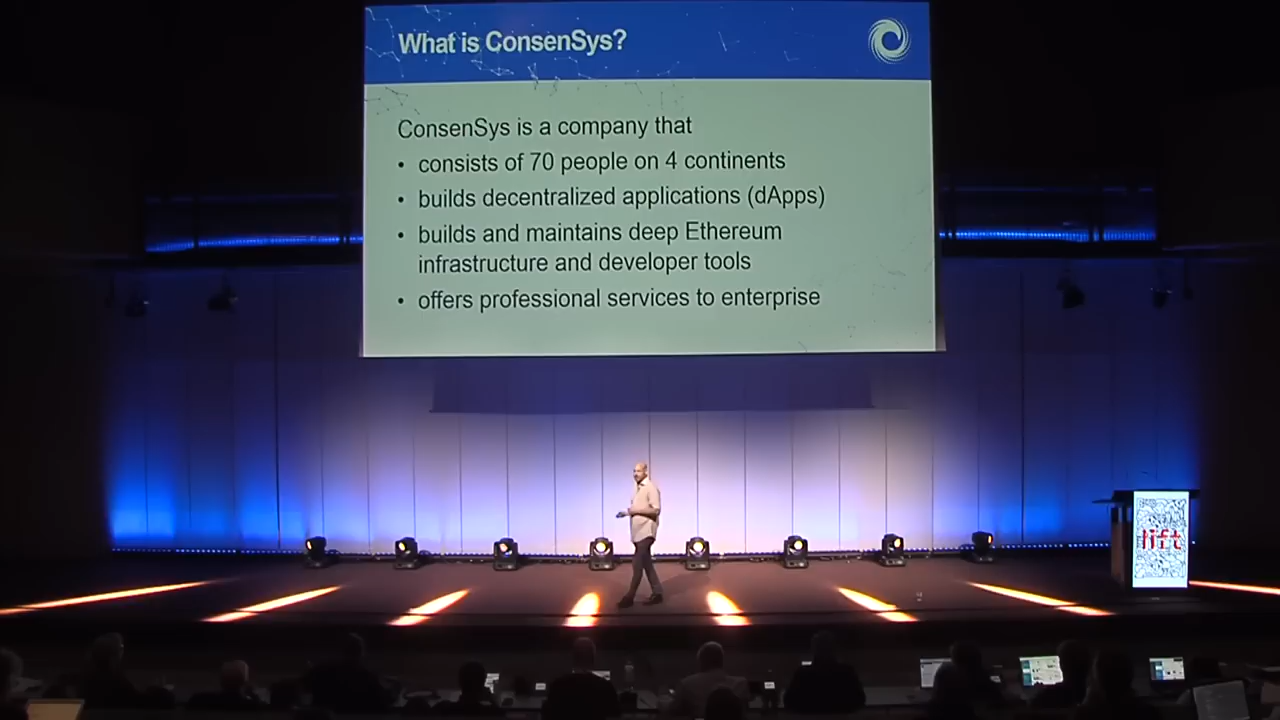 What is ConsenSys?
ConsenSys is a company that
• consists of 70 people on 4 continents
• builds decentralized applications (dApps)
• builds and maintains deep Ethereum
infrastructure and developer tools
• offers professional services to enterprise
lift